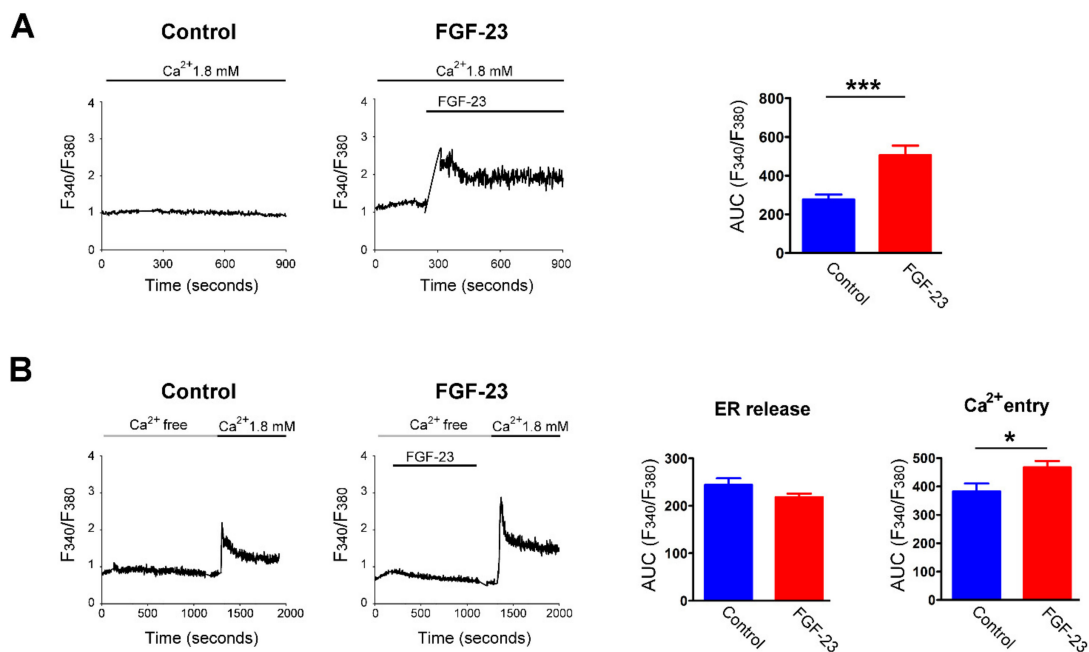 A
Control
FGF-23
Ca2+ 1.8 mM
Ca2+ 1.8 mM
FGF-23
F340/F380
4
3
2
1
0
0 300 600 900
Time (seconds)
F340/F380
4
3
2
1
0
0 300 600 900
Time (seconds)
***
AUC (F340/F380)
800
600
400
200
0
Control
FGF-23
B
Control
FGF-23
Ca2+ free
Ca2+ 1.8 mM
Ca2+ free
Ca2+ 1.8 mM
FGF-23
F340/F380
4
3
2
1
0
0 500 1000 1500 2000
Time (seconds)
F340/F380
4
3
2
1
0
0 500 1000 1500 2000
Time (seconds)
ER release
AUC (F340/F380)
300
200
100
0
Control
FGF-23
Ca2+ entry
*
AUC (F340/F380)
500
400
300
200
100
0
Control
FGF-23